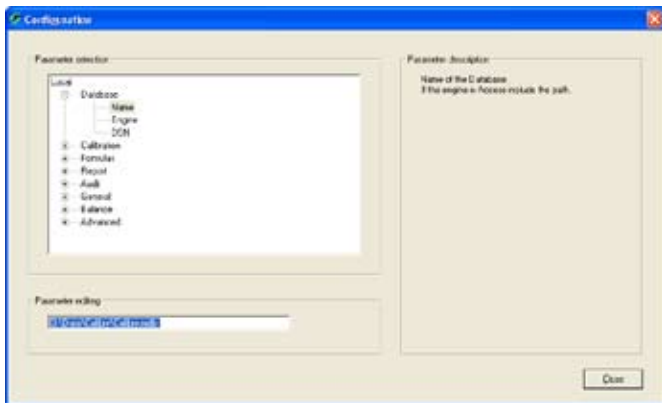 Configuration
Parameter selection
Local
Database
Name
Engine
DSN
Calibration
Formulas
Report
Audit
General
Balance
Advanced
Parameter description
Name of the Database
If the engine is Access include the path.
Parameter editing
Close